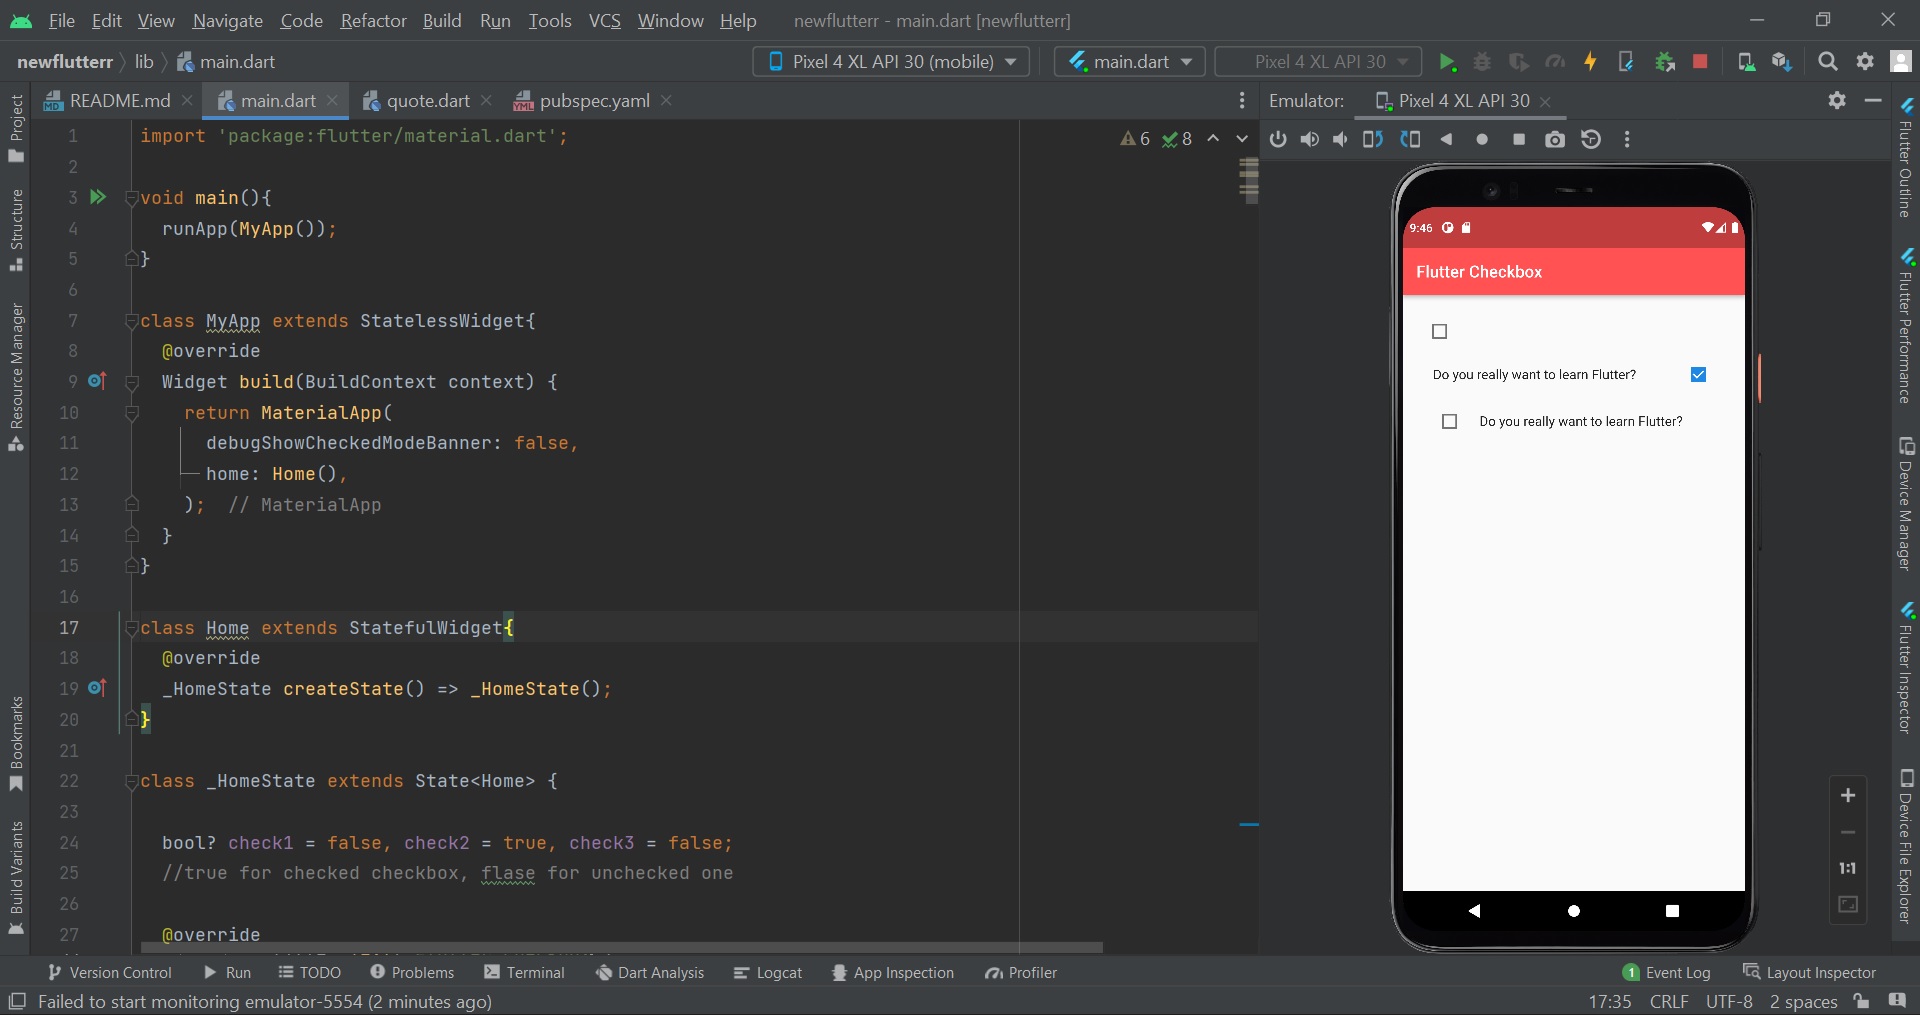 File Edit View Navigate Code Refactor Build Run Tools VCS Window Help newflutterr - main.dart [newflutterr]
newflutterr lib main.dart Pixel 4 XL API 30 (mobile) main.dart Pixel 4 XL API 30
README.md main.dart quote.dart pubspec.yaml Emulator: Pixel 4 XL API 30
Project
Structure
Resource Manager
Bookmarks
Build Variants
1 import 'package:flutter/material.dart'; 6 8
2
3 void main(){
4 runApp(MyApp());
5 }
6
7 class MyApp extends StatelessWidget{
8 @override
9 Widget build(BuildContext context) {
10 return MaterialApp(
11 debugShowCheckedModeBanner: false,
12 home: Home(),
13 ); // MaterialApp
14 }
15 }
16
17 class Home extends StatefulWidget{
18 @override
19 _HomeState createState() => _HomeState();
20 }
21
22 class _HomeState extends State<Home> {
23
24 bool? check1 = false, check2 = true, check3 = false;
25 //true for checked checkbox, flase for unchecked one
26
27 @override
9:46
Flutter Checkbox
Do you really want to learn Flutter?
Do you really want to learn Flutter?
1:1
Flutter Outline
Flutter Performance
Device Manager
Flutter Inspector
Device File Explorer
Version Control Run TODO Problems Terminal Dart Analysis Logcat App Inspection Profiler 1 Event Log Layout Inspector
Failed to start monitoring emulator-5554 (2 minutes ago) 17:35 CRLF UTF-8 2 spaces